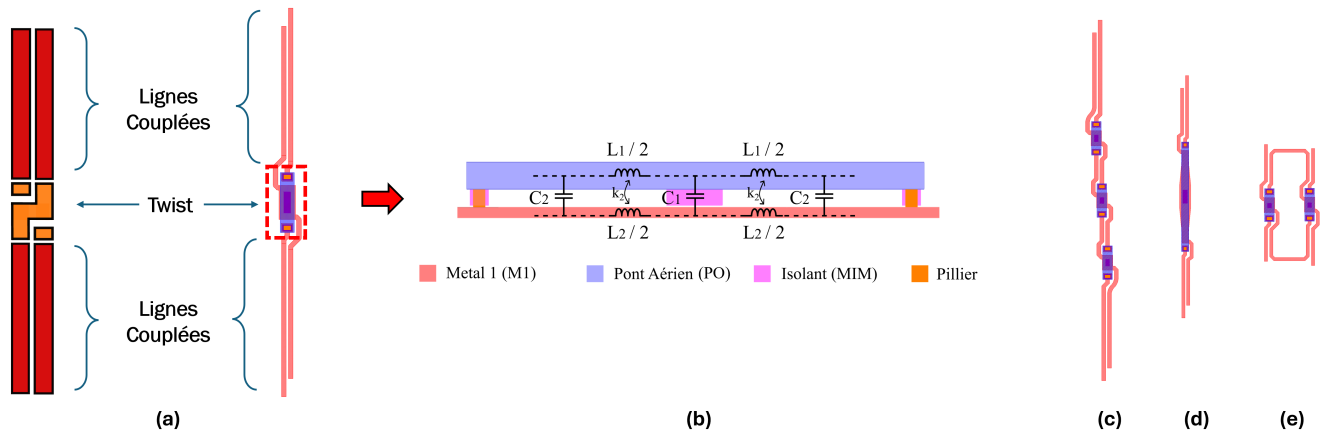 Lignes
Couplées
Twist
Lignes
Couplées
(a)
L1 / 2
L1 / 2
C2
k2
C1
k2
C2
L2 / 2
L2 / 2
Metal 1 (M1)
Pont Aérien (PO)
Isolant (MIM)
Pillier
(b)
(c)
(d)
(e)